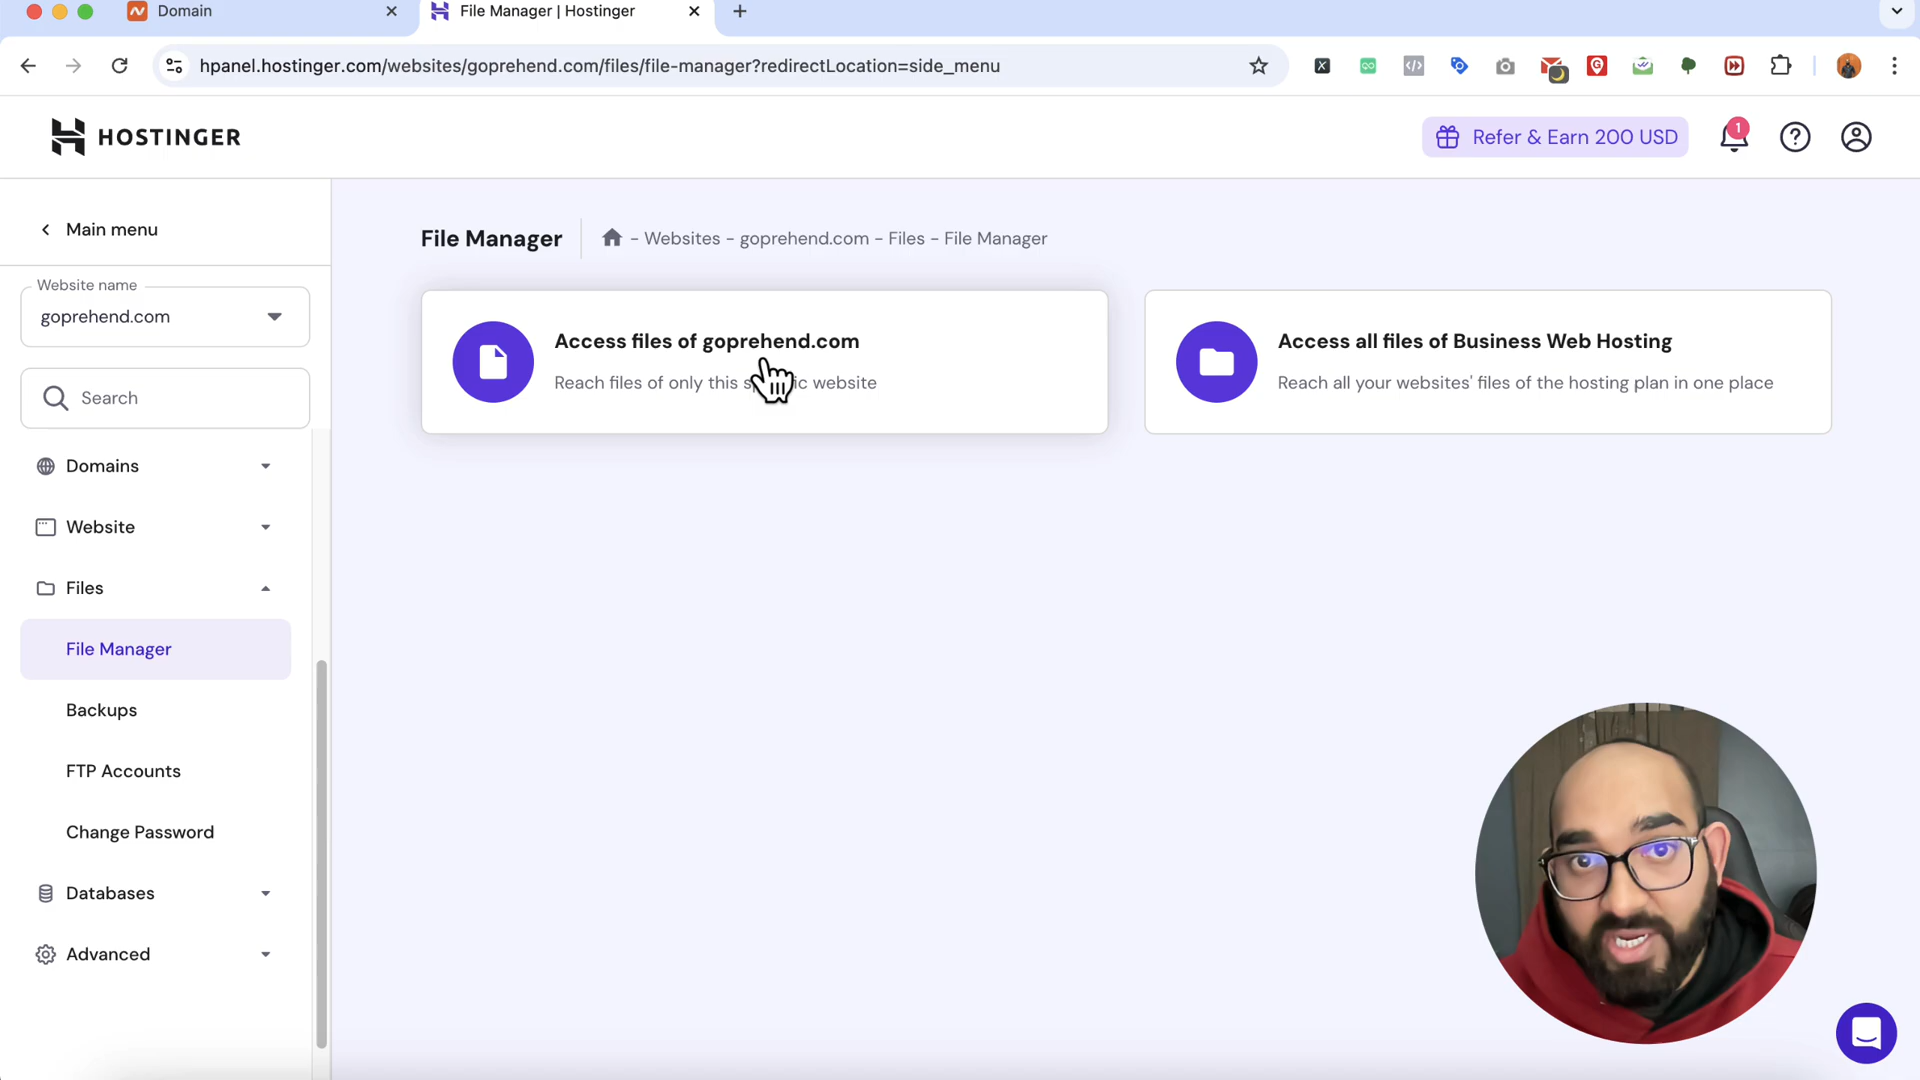 Domain
File Manager | Hostinger
hpanel.hostinger.com/websites/goprehend.com/files/file-manager?redirectLocation=side_menu
HOSTINGER
Refer & Earn 200 USD
1
Main menu
File Manager
- Websites - goprehend.com - Files - File Manager
Website name
goprehend.com
Search
Access files of goprehend.com
Reach files of only this s ic website
Access all files of Business Web Hosting
Reach all your websites' files of the hosting plan in one place
Domains
Website
Files
File Manager
Backups
FTP Accounts
Change Password
Databases
Advanced